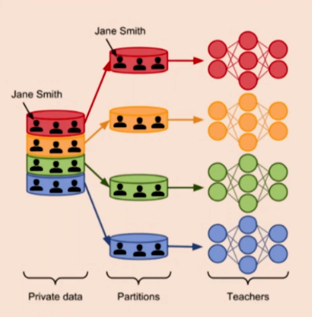 Jane Smith
Jane Smith
Private data
Partitions
Teachers